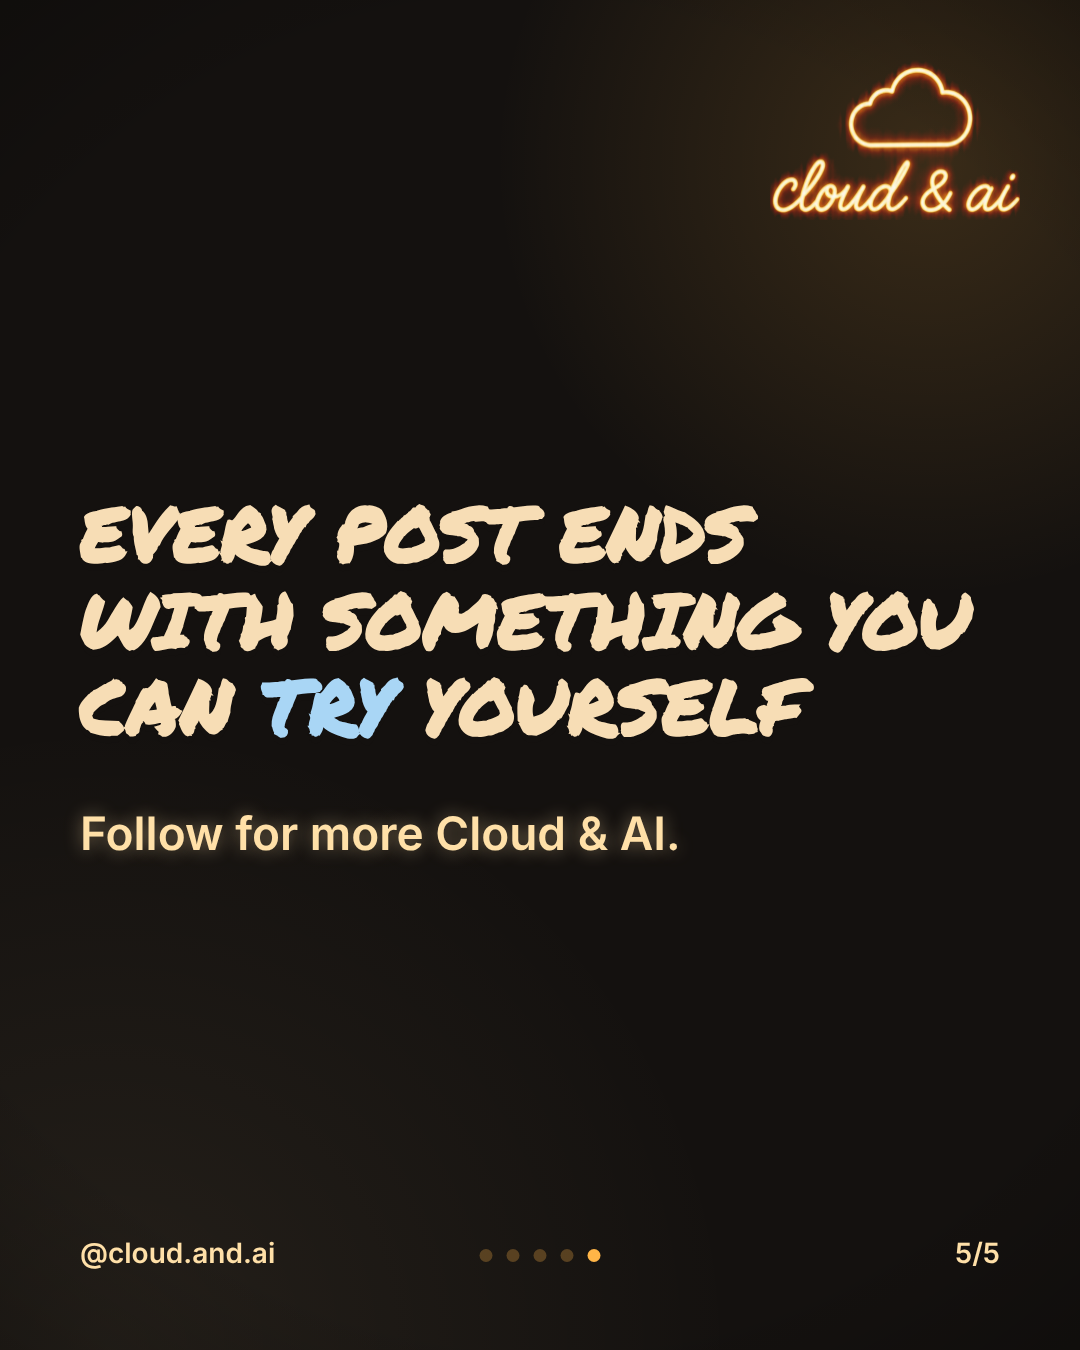 cloud & ai
EVERY POST ENDS
WITH SOMETHING YOU
CAN TRY YOURSELF
Follow for more Cloud & AI.
@cloud.and.ai
5/5